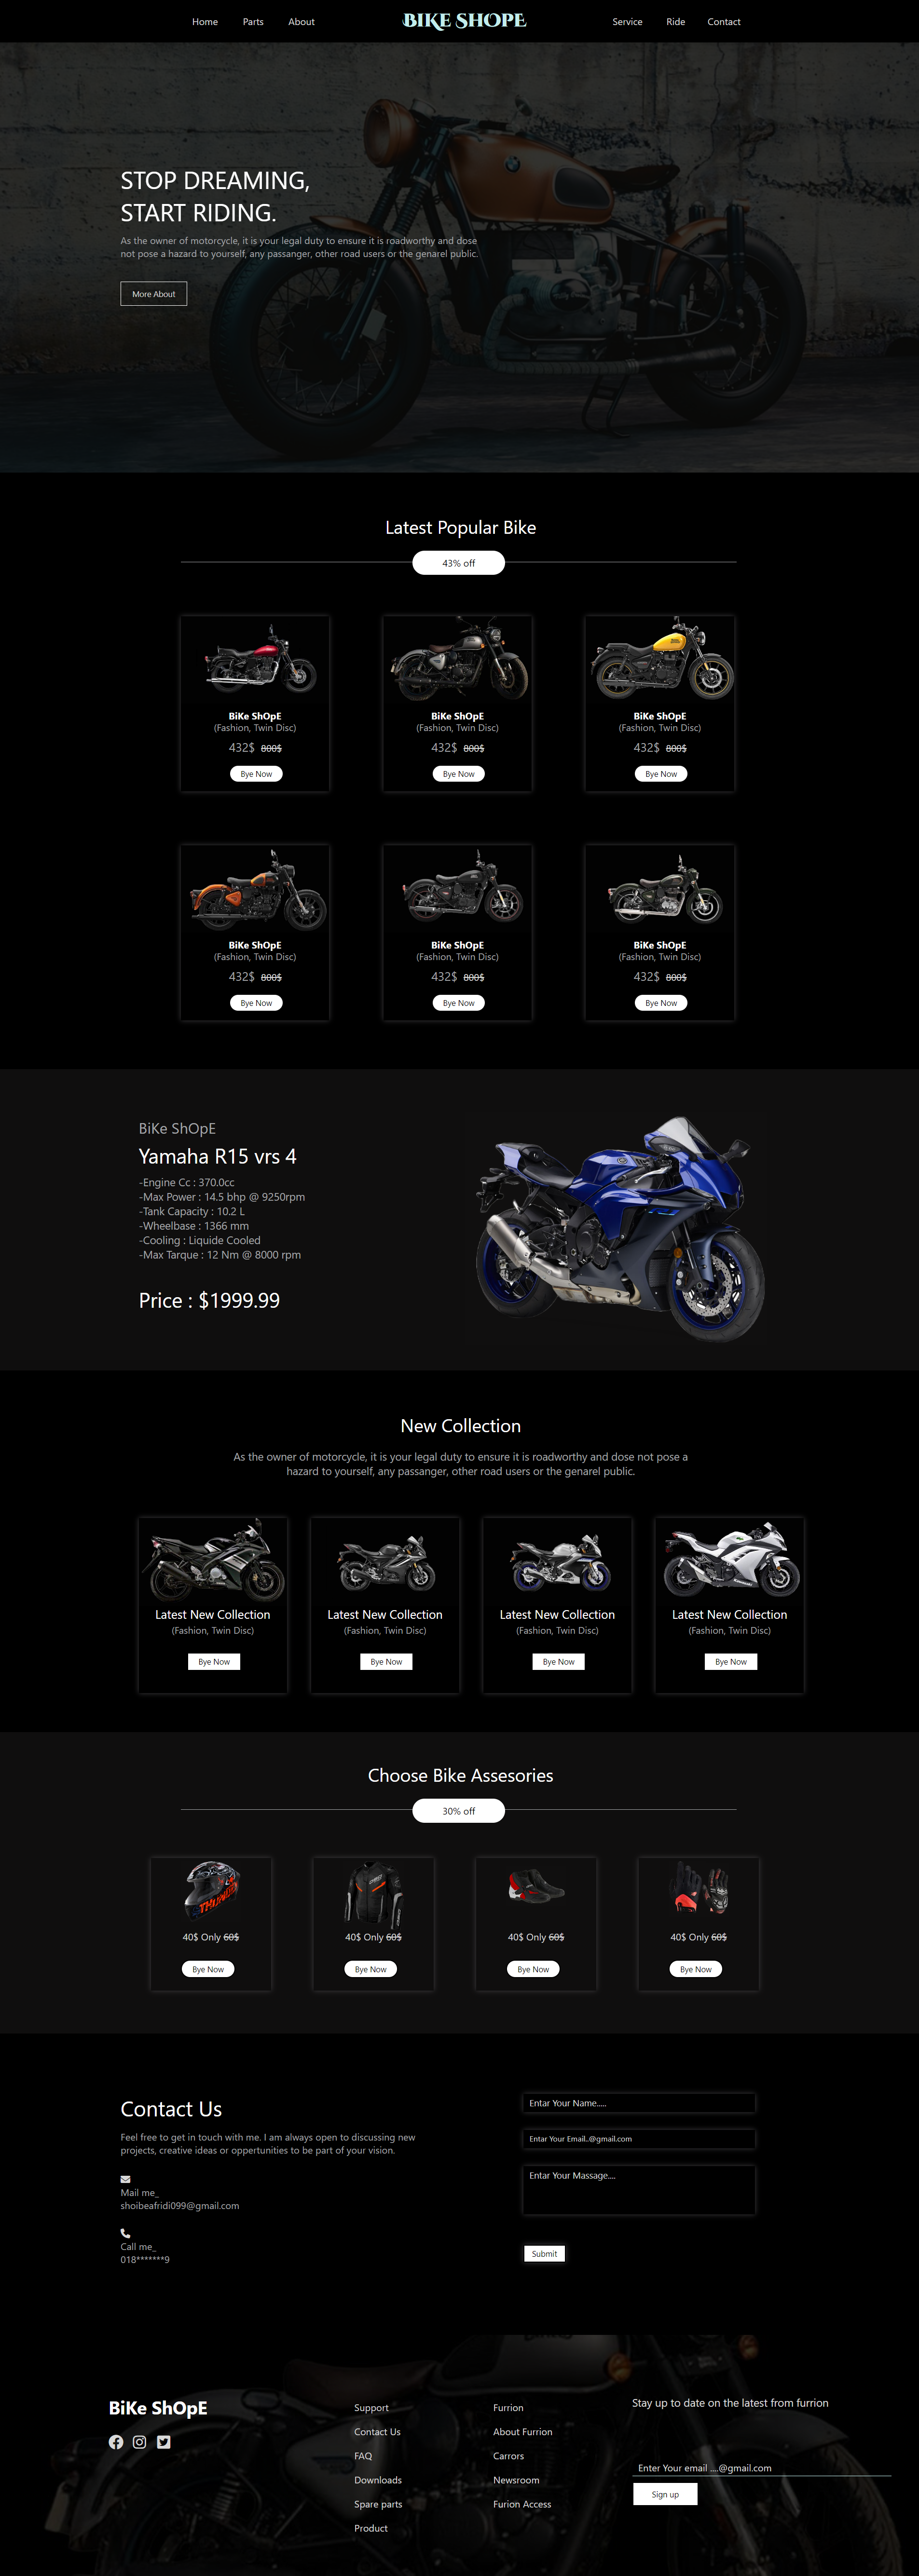 Home Parts About BIKE SHOPE Service Ride Contact
STOP DREAMING,
START RIDING.
As the owner of motorcycle, it is your legal duty to ensure it is roadworthy and dose
not pose a hazard to yourself, any passanger, other road users or the genarel public.
More About
Latest Popular Bike
43% off
BiKe ShOpE BiKe ShOpE BiKe ShOpE
(Fashion, Twin Disc) (Fashion, Twin Disc) (Fashion, Twin Disc)
432$ 800$ 432$ 800$ 432$ 800$
Bye Now Bye Now Bye Now
BiKe ShOpE BiKe ShOpE BiKe ShOpE
(Fashion, Twin Disc) (Fashion, Twin Disc) (Fashion, Twin Disc)
432$ 800$ 432$ 800$ 432$ 800$
Bye Now Bye Now Bye Now
BiKe ShOpE
Yamaha R15 vrs 4
-Engine Cc : 370.0cc
-Max Power : 14.5 bhp @ 9250rpm
-Tank Capacity : 10.2 L
-Wheelbase : 1366 mm
-Cooling : Liquide Cooled
-Max Tarque : 12 Nm @ 8000 rpm
Price : $1999.99
New Collection
As the owner of motorcycle, it is your legal duty to ensure it is roadworthy and dose not pose a
hazard to yourself, any passanger, other road users or the genarel public.
Latest New Collection Latest New Collection Latest New Collection Latest New Collection
(Fashion, Twin Disc) (Fashion, Twin Disc) (Fashion, Twin Disc) (Fashion, Twin Disc)
Bye Now Bye Now Bye Now Bye Now
Choose Bike Assesories
30% off
40$ Only 60$ 40$ Only 60$ 40$ Only 60$ 40$ Only 60$
Bye Now Bye Now Bye Now Bye Now
Contact Us
Feel free to get in touch with me. I am always open to discussing new
projects, creative ideas or oppertunities to be part of your vision.
Mail me_
shoibeafridi099@gmail.com
Call me_
018*******9
Entar Your Name.....
Entar Your Email..@gmail.com
Entar Your Massage....
Submit
BiKe ShOpE
Support
Contact Us
FAQ
Downloads
Spare parts
Product
Furrion
About Furrion
Carrors
Newsroom
Furion Access
Stay up to date on the latest from furrion
Enter Your email ....@gmail.com
Sign up